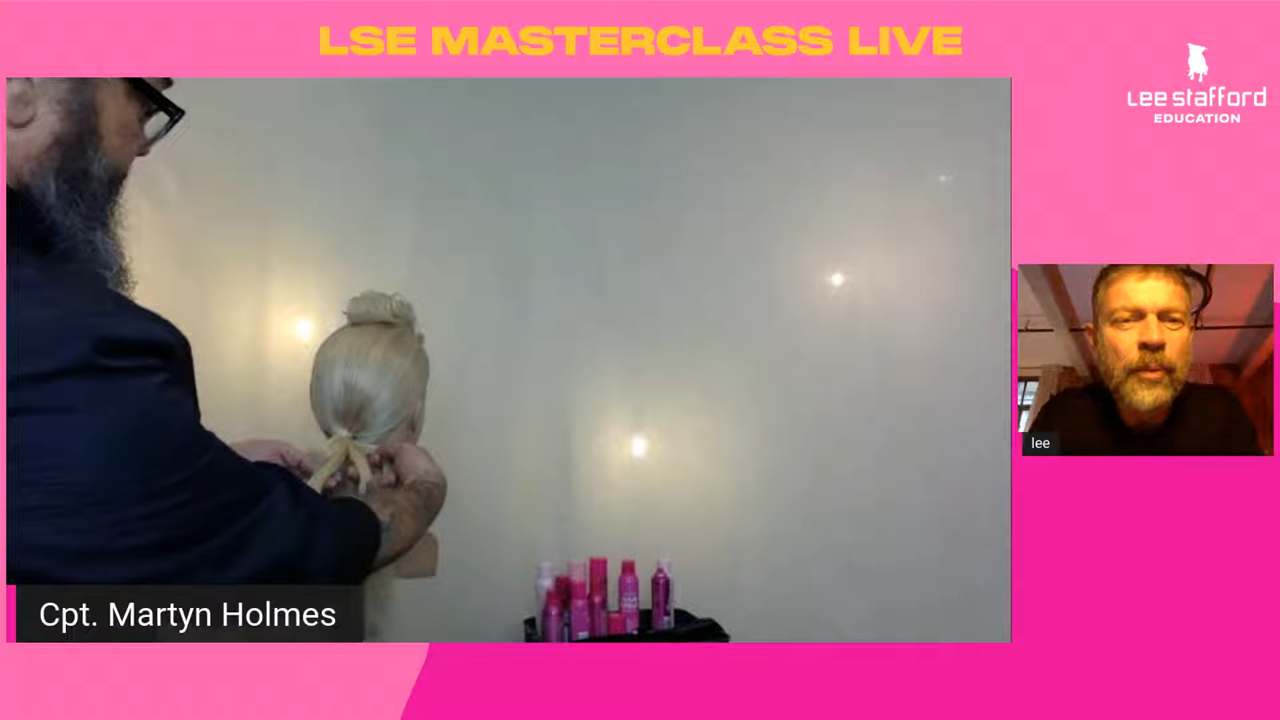 LSE MASTERCLASS LIVE
Lee Stafford
EDUCATION
lee
Cpt. Martyn Holmes